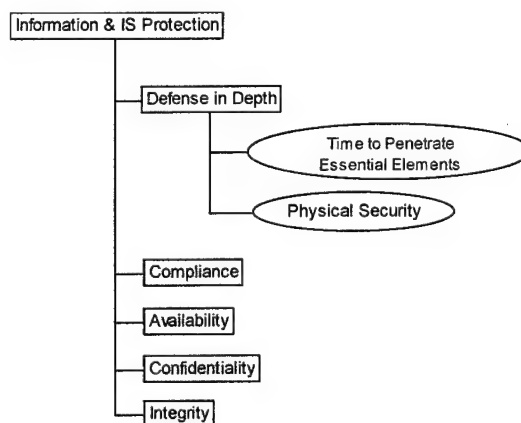 Information & IS Protection
Defense in Depth
Time to Penetrate
Essential Elements
Physical Security
Compliance
Availability
Confidentiality
Integrity